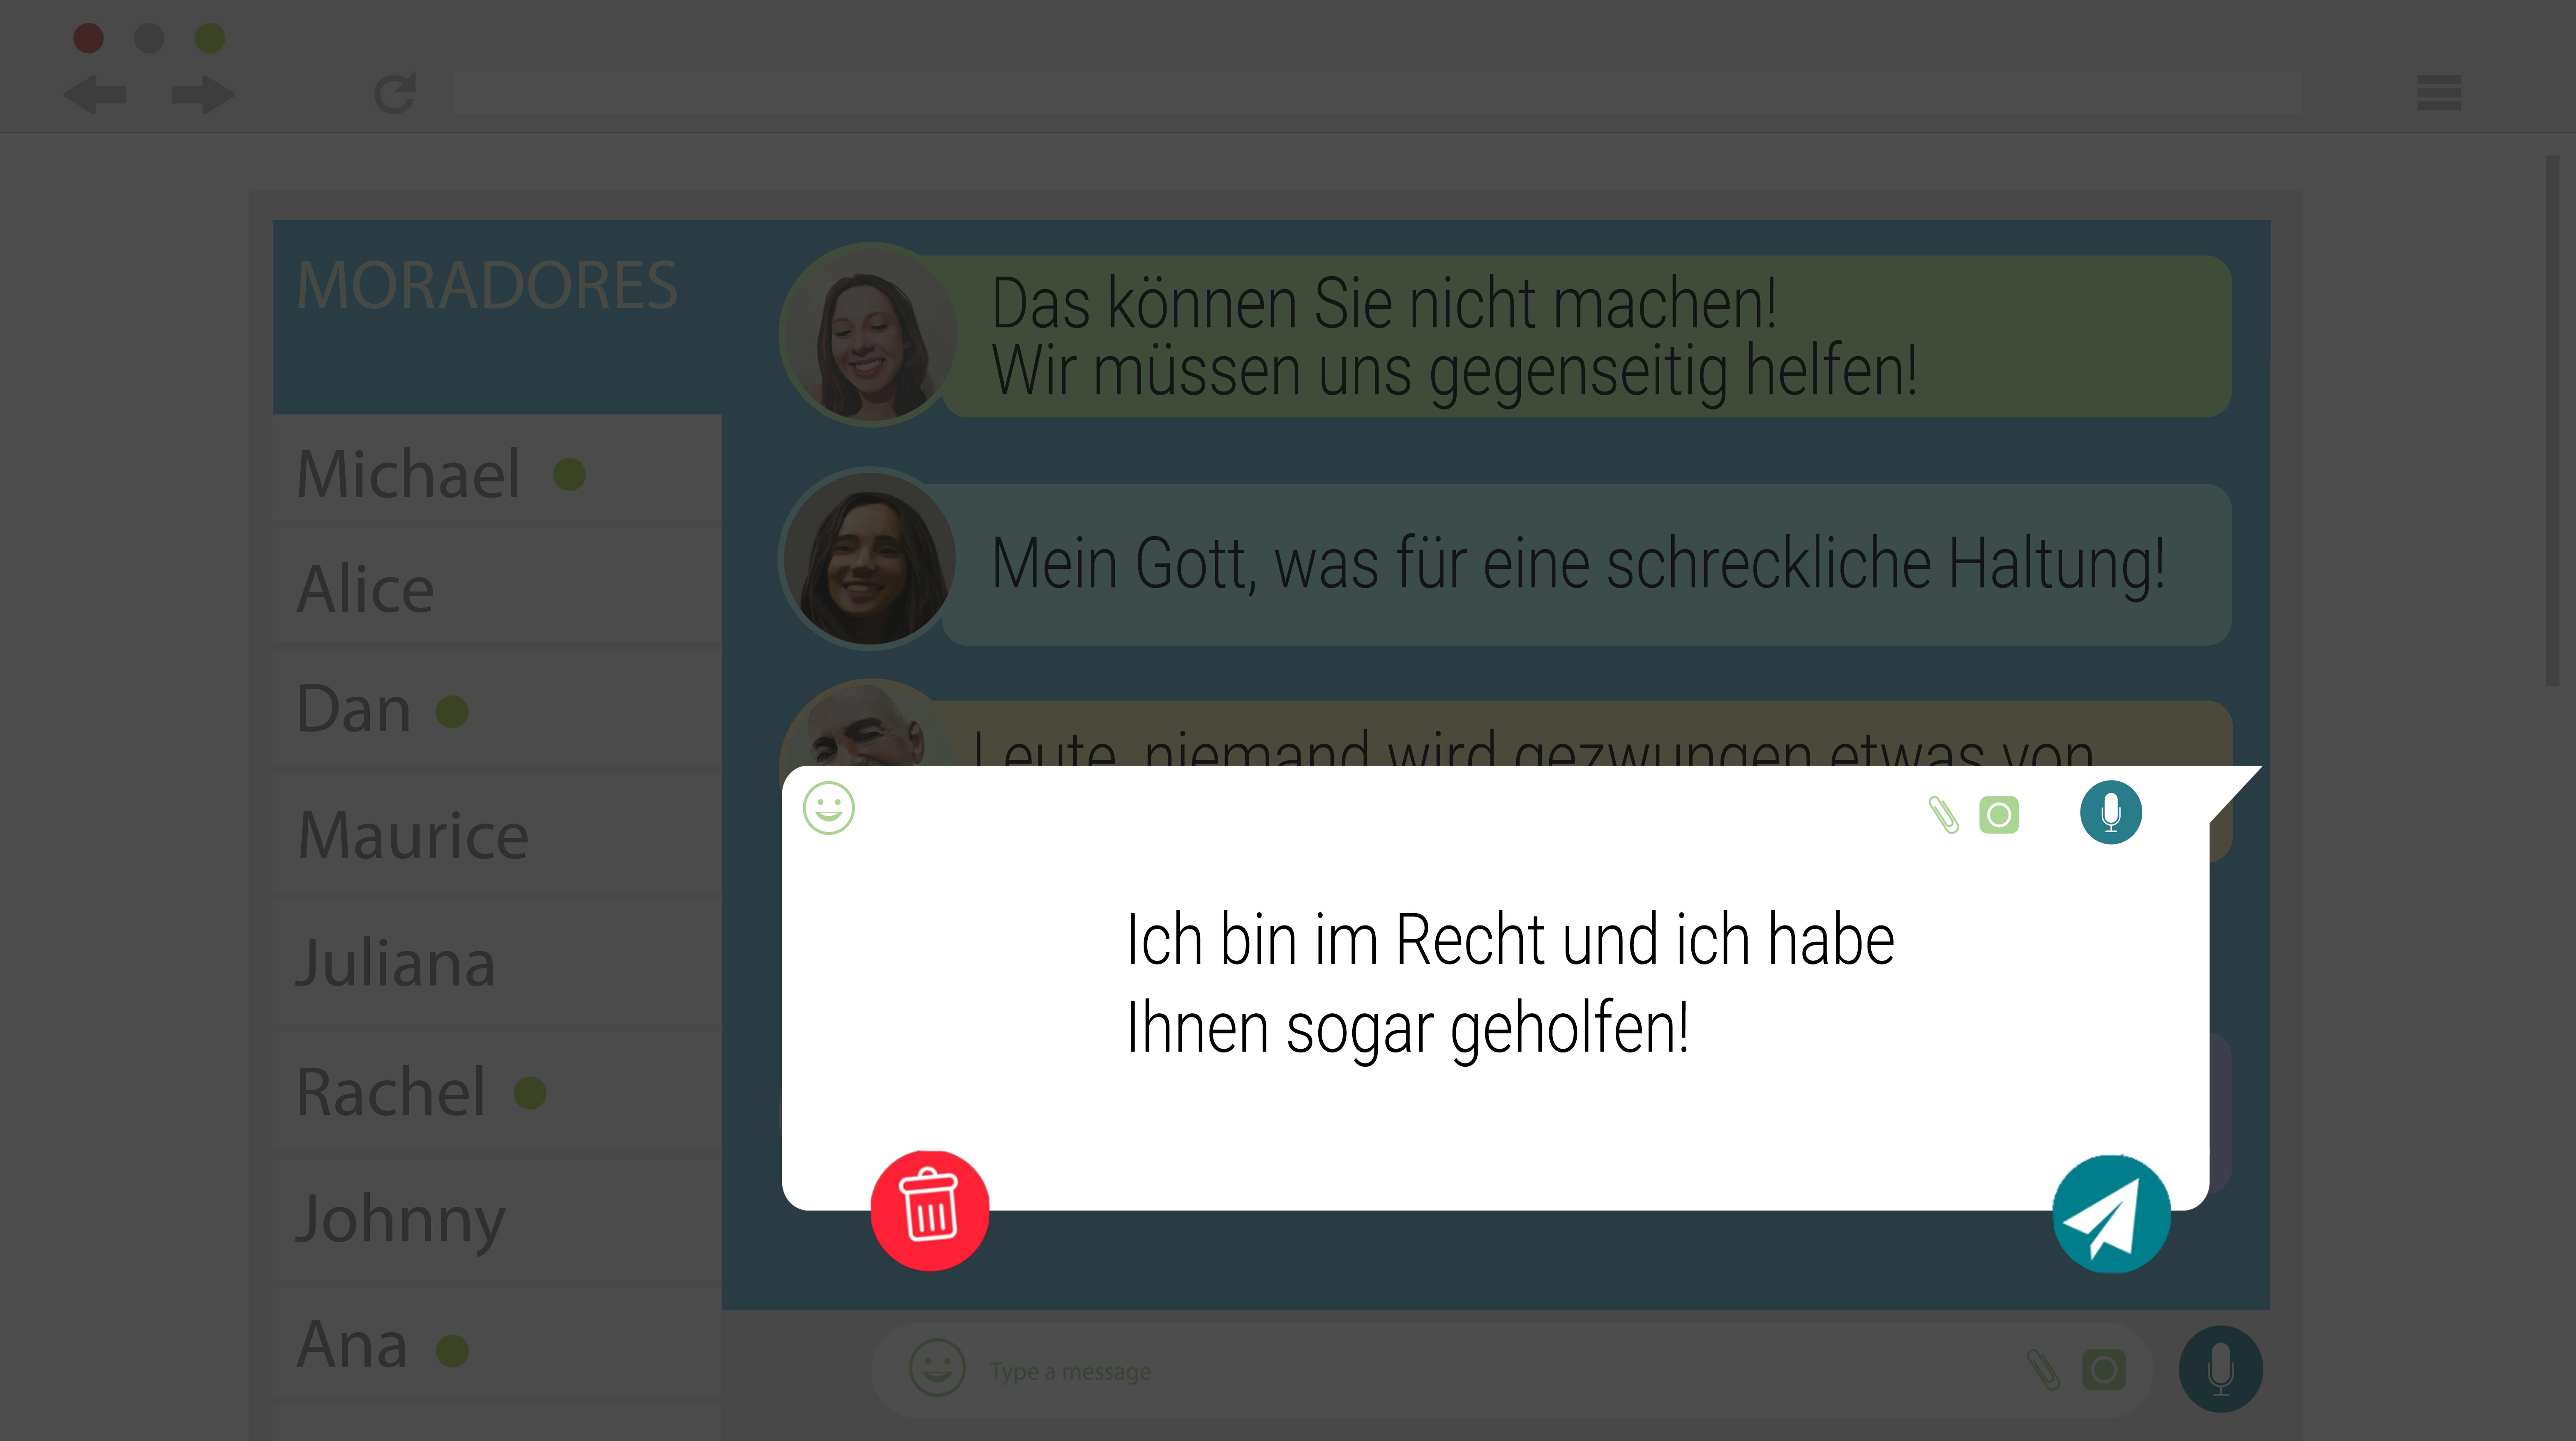 MORADORES
Michael
Alice
Dan
Maurice
Juliana
Rachel
Johnny
Ana
Das können Sie nicht machen!
Wir müssen uns gegenseitig helfen!
Mein Gott, was für eine schreckliche Haltung!
Leute, niemand wird gezwungen etwas von
Ich bin im Recht und ich habe
Ihnen sogar geholfen!
Type a message